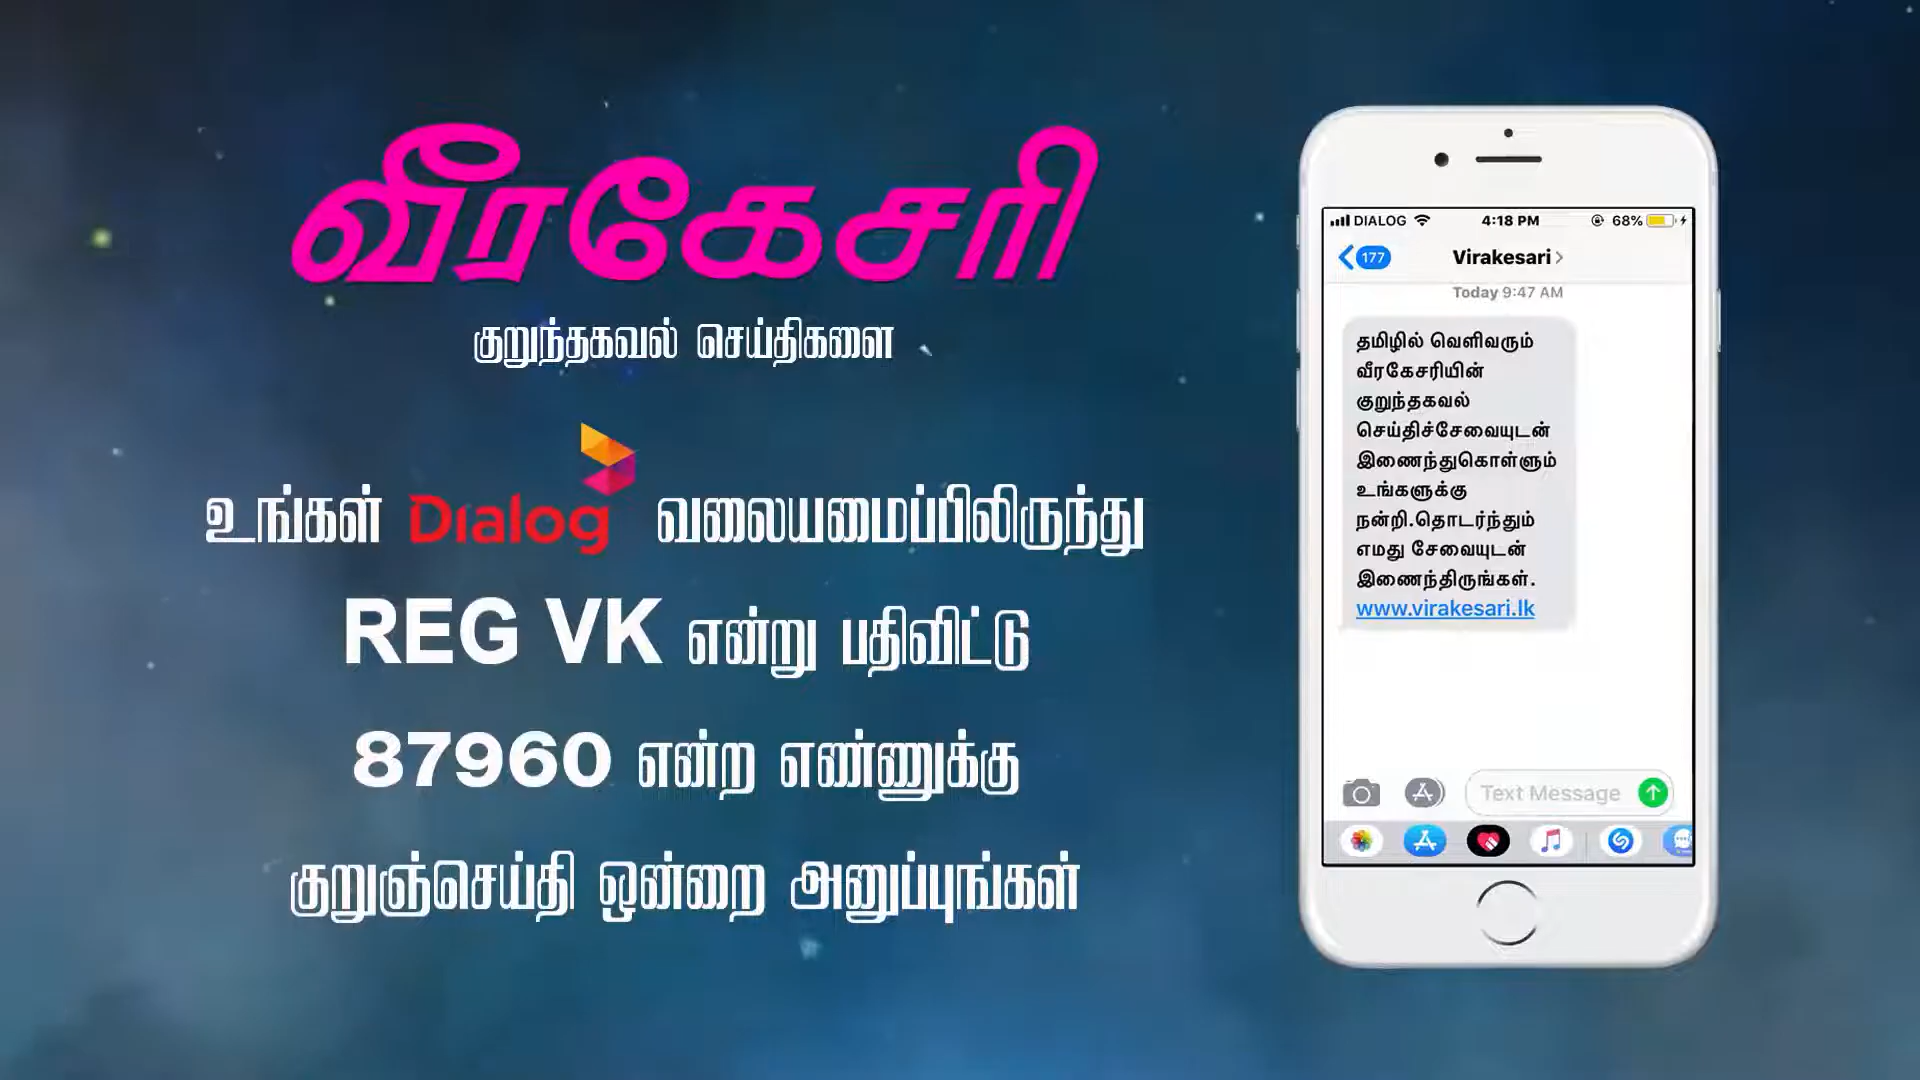 வீரகேசரி
குறுந்தகவல் செய்திகளை
உங்கள் Dialog வலையமைப்பிலிருந்து
REG VK என்று பதிவிட்டு
87960 என்ற எண்ணுக்கு
குறுஞ்செய்தி ஒன்றை அனுப்புங்கள்
DIALOG 4:18 PM 68%
177 Virakesari
Today 9:47 AM
தமிழில் வெளிவரும்
வீரகேசரியின்
குறுந்தகவல்
செய்திச்சேவையுடன்
இணைந்துகொள்ளும்
உங்களுக்கு
நன்றி.தொடர்ந்தும்
எமது சேவையுடன்
இணைந்திருங்கள்.
www.virakesari.lk
Text Message